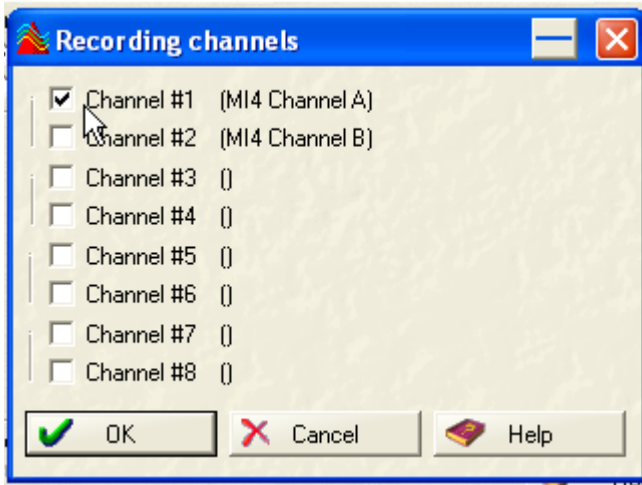 Recording channels
Channel #1 (MI4 Channel A)
Channel #2 (MI4 Channel B)
Channel #3 ()
Channel #4 ()
Channel #5 ()
Channel #6 ()
Channel #7 ()
Channel #8 ()
OK Cancel Help